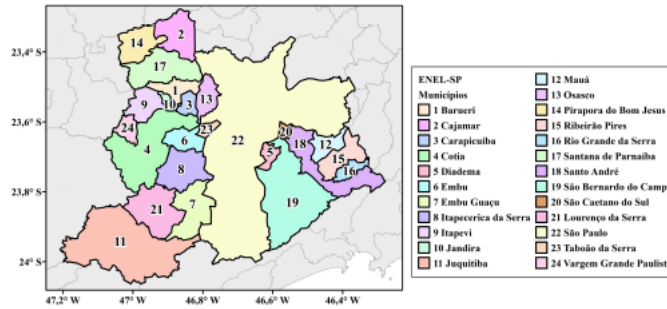 23,4° S
23,6° S
23,8° S
24° S
47,2° W
47° W
46,8° W
46,6° W
46,4° W
14
2
17
1
9
10
3
13
24
23
4
6
22
20
18
12
5
15
16
8
7
19
21
11
ENEL-SP
Municípios
1 Barueri
2 Cajamar
3 Carapicuíba
4 Cotia
5 Diadema
6 Embu
7 Embu Guaçu
8 Itapecerica da Serra
9 Itapevi
10 Jandira
11 Juquitiba
12 Mauá
13 Osasco
14 Pirapora do Bom Jesus
15 Ribeirão Pires
16 Rio Grande da Serra
17 Santana de Parnaíba
18 Santo André
19 São Bernardo do Camp
20 São Caetano do Sul
21 Lourenço da Serra
22 São Paulo
23 Taboão da Serra
24 Vargem Grande Paulist